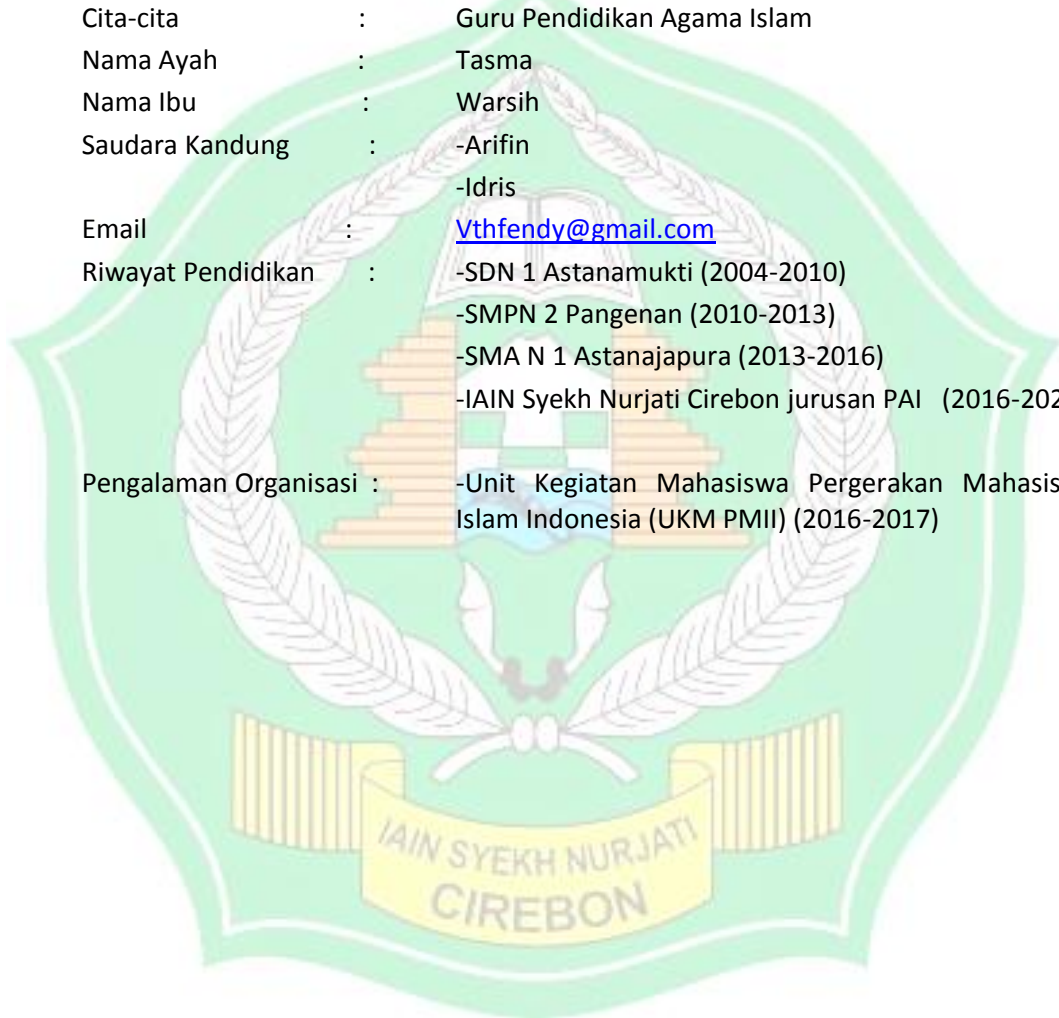 Cita-cita : Guru Pendidikan Agama Islam
Nama Ayah : Tasma
Nama Ibu : Warsih
Saudara Kandung : -Arifin
-Idris
Email : Vthfendy@gmail.com
Riwayat Pendidikan : -SDN 1 Astanamukti (2004-2010)
-SMPN 2 Pangenan (2010-2013)
-SMA N 1 Astanajapura (2013-2016)
-IAIN Syekh Nurjati Cirebon jurusan PAI (2016-202
Pengalaman Organisasi : -Unit Kegiatan Mahasiswa Pergerakan Mahasis
Islam Indonesia (UKM PMII) (2016-2017)
IAIN SYEKH NURJATI
CIREBON